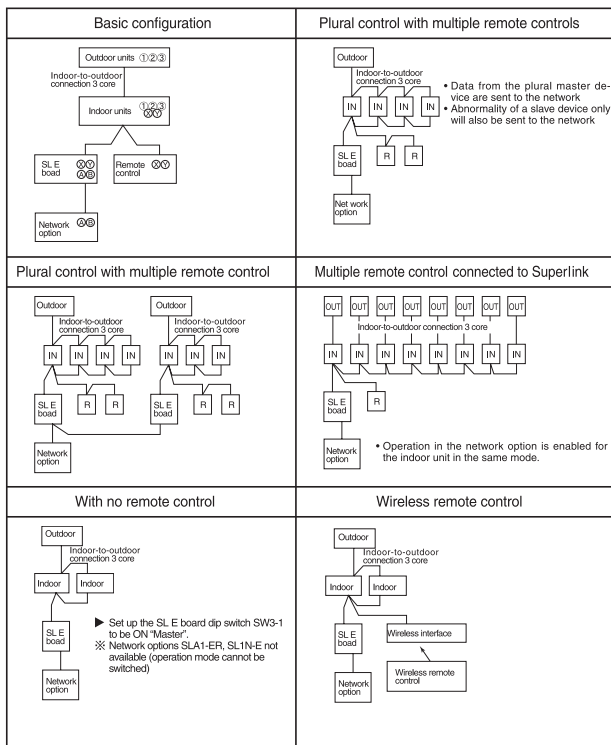 Basic configuration
Outdoor units ①②③
Indoor-to-outdoor
connection 3 core
Indoor units ①②③
ⓍⓎ
SL E
boad
ⓍⓎ
ⒶⒷ
Remote
control
ⓍⓎ
Network
option
ⒶⒷ
Plural control with multiple remote controls
Outdoor
Indoor-to-outdoor
connection 3 core
IN IN IN IN
SL E
boad
R R
Net work
option
• Data from the plural master de-
vice are sent to the network
• Abnormality of a slave device only
will also be sent to the network
Plural control with multiple remote control
Outdoor
Indoor-to-outdoor
connection 3 core
IN IN IN IN
SL E
boad
R R
Network
option
Outdoor
Indoor-to-outdoor
connection 3 core
IN IN IN IN
SL E
boad
R R
Multiple remote control connected to Superlink
OUT OUT OUT OUT OUT OUT OUT OUT
Indoor-to-outdoor connection 3 core
IN IN IN IN IN IN IN IN
SL E
boad
R
Network
option
• Operation in the network option is enabled for
the indoor unit in the same mode.
With no remote control
Outdoor
Indoor-to-outdoor
connection 3 core
Indoor Indoor
SL E
boad
Network
option
▶ Set up the SL E board dip switch SW3-1
to be ON “Master”.
※ Network options SLA1-ER, SL1N-E not
available (operation mode cannot be
switched)
Wireless remote control
Outdoor
Indoor-to-outdoor
connection 3 core
Indoor Indoor
SL E
boad
Wireless interface
Network
option
Wireless remote
control